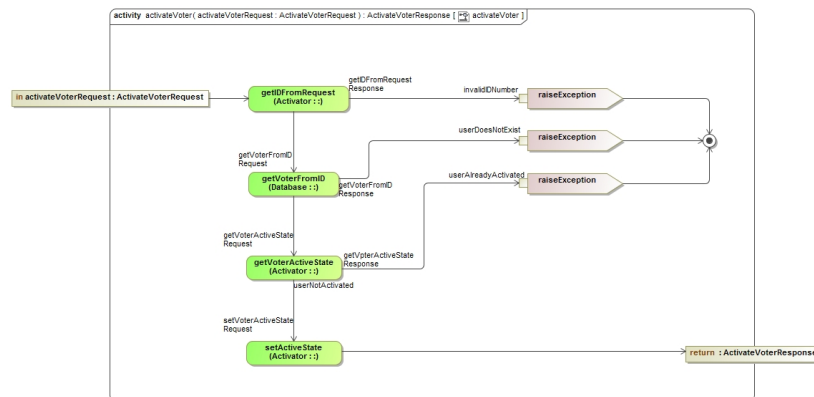 activity activateVoter( activateVoterRequest : ActivateVoterRequest ) : ActivateVoterResponse [ activateVoter ]
in activateVoterRequest : ActivateVoterRequest
getIDFromRequest
(Activator : :)
getIDFromRequest
Response
invalidIDNumber
raiseException
userDoesNotExist
raiseException
getVoterFromID
Request
getVoterFromID
(Database : :)
getVoterFromID
Response
userAlreadyActivated
raiseException
getVoterActiveState
Request
getVoterActiveState
(Activator : :)
getVpterActiveState
Response
userNotActivated
setVoterActiveState
Request
setActiveState
(Activator : :)
return : ActivateVoterResponse